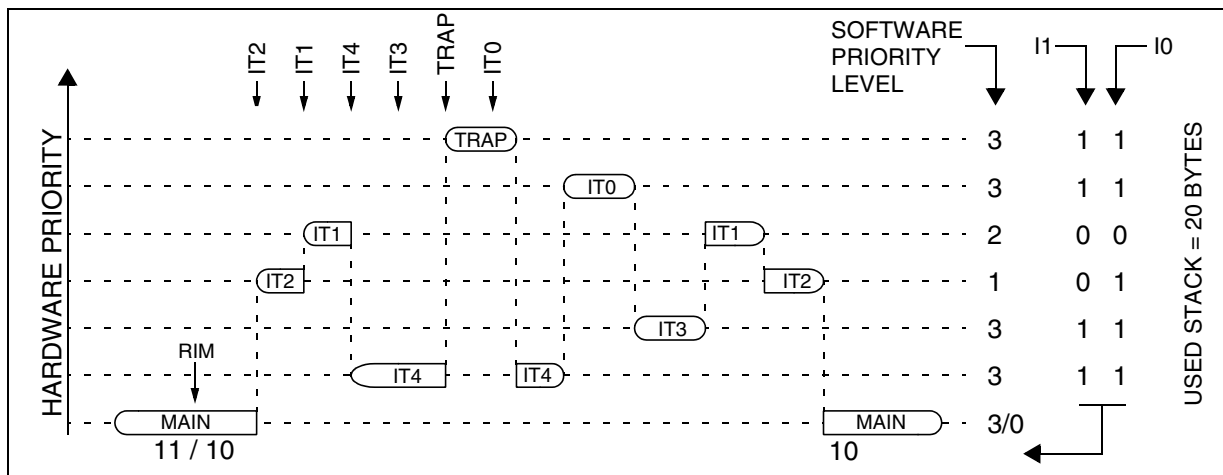 IT2
IT1
IT4
IT3
TRAP
IT0
SOFTWARE
PRIORITY
LEVEL
I1
I0
HARDWARE PRIORITY
USED STACK = 20 BYTES
TRAP 3 1 1
IT0 3 1 1
IT1 IT1 2 0 0
IT2 IT2 1 0 1
IT3 3 1 1
RIM
IT4 IT4 3 1 1
MAIN MAIN 3/0
11 / 10 10